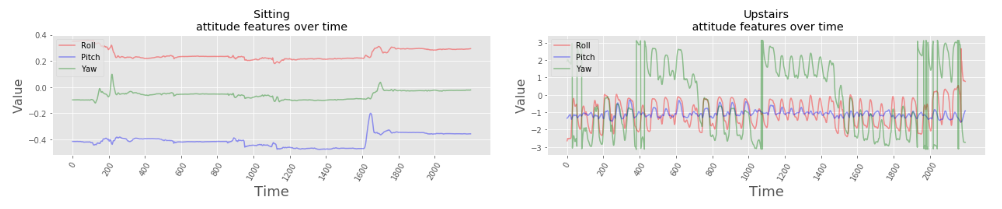 Sitting
attitude features over time
Value
0.4
0.2
0.0
−0.2
−0.4
Roll
Pitch
Yaw
0
200
400
600
800
1000
1200
1400
1600
1800
2000
Time
Upstairs
attitude features over time
Value
3
2
1
0
−1
−2
−3
Roll
Pitch
Yaw
0
200
400
600
800
1000
1200
1400
1600
1800
2000
Time